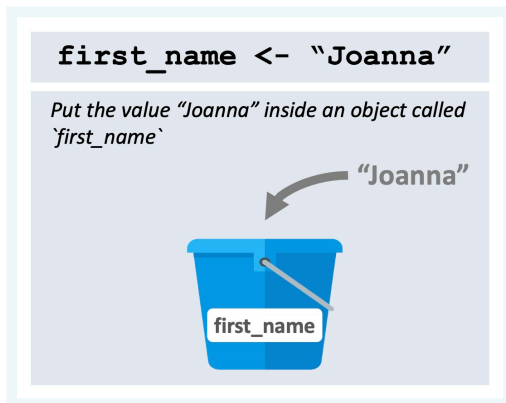 first_name <- “Joanna”
Put the value “Joanna” inside an object called
`first_name`
“Joanna”
first_name